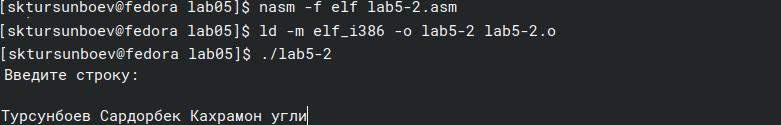 [sktursunboev@fedora lab05]$ nasm -f elf lab5-2.asm
[sktursunboev@fedora lab05]$ ld -m elf_i386 -o lab5-2 lab5-2.o
[sktursunboev@fedora lab05]$ ./lab5-2
Введите строку:
Турсунбоев Сардорбек Кахрамон угли